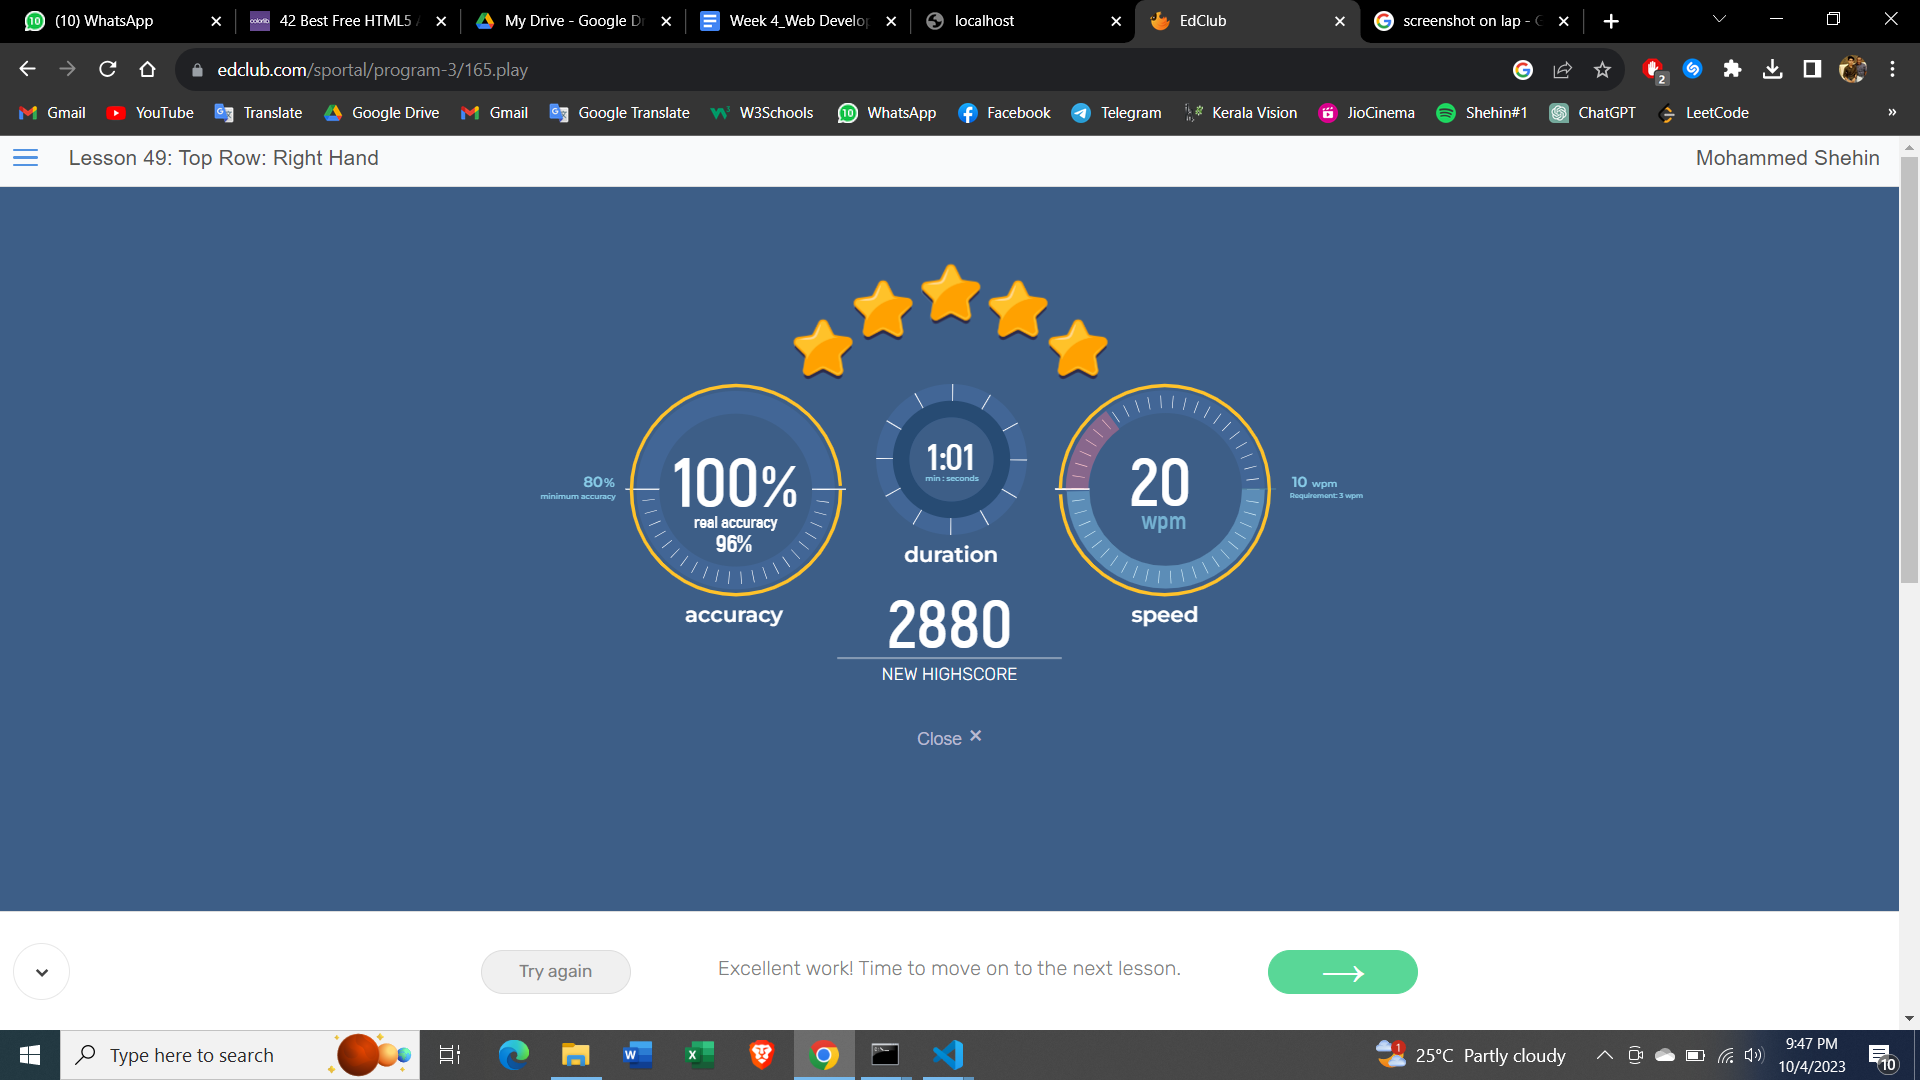 (10) WhatsApp
42 Best Free HTML5
My Drive - Google Dr
Week 4_Web Develop
localhost
EdClub
screenshot on lap - G
edclub.com/sportal/program-3/165.play
2
Gmail
YouTube
Translate
Google Drive
Gmail
Google Translate
W3Schools
WhatsApp
Facebook
Telegram
Kerala Vision
JioCinema
Shehin#1
ChatGPT
LeetCode
»
Lesson 49: Top Row: Right Hand
Mohammed Shehin
80%
minimum accuracy
100%
real accuracy
96%
accuracy
1:01
min : seconds
duration
20
wpm
speed
10 wpm
Requirement: 3 wpm
2880
NEW HIGHSCORE
Close ×
Try again
Excellent work! Time to move on to the next lesson.
Type here to search
1
25°C Partly cloudy
9:47 PM
10/4/2023
10